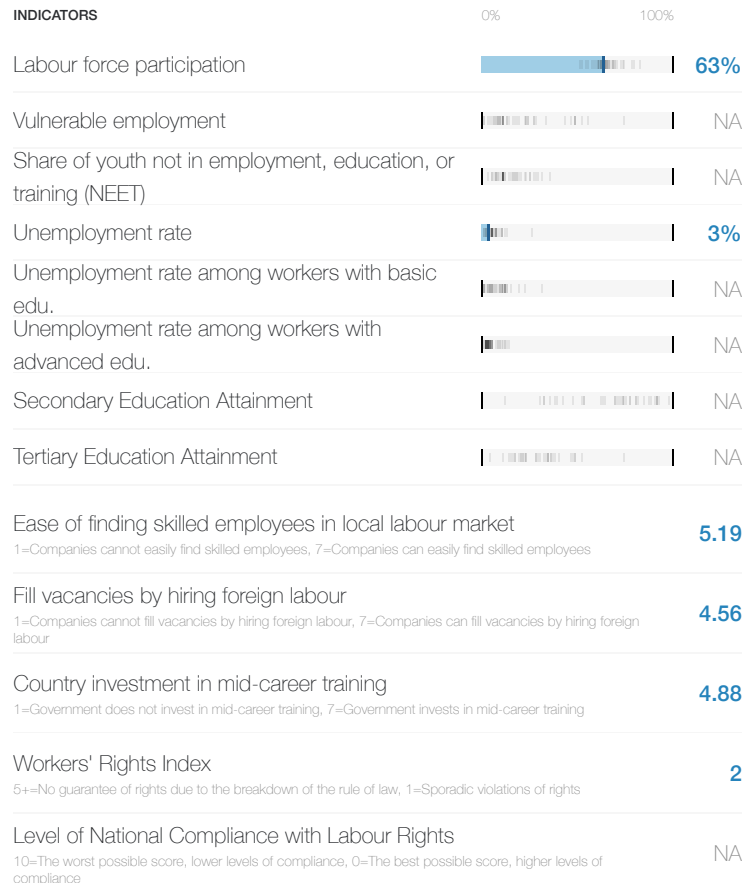 INDICATORS 0% 100%
Labour force participation 63%
Vulnerable employment NA
Share of youth not in employment, education, or
training (NEET) NA
Unemployment rate 3%
Unemployment rate among workers with basic
edu. NA
Unemployment rate among workers with
advanced edu. NA
Secondary Education Attainment NA
Tertiary Education Attainment NA
Ease of finding skilled employees in local labour market 5.19
1=Companies cannot easily find skilled employees, 7=Companies can easily find skilled employees
Fill vacancies by hiring foreign labour 4.56
1=Companies cannot fill vacancies by hiring foreign labour, 7=Companies can fill vacancies by hiring foreign
labour
Country investment in mid-career training 4.88
1=Government does not invest in mid-career training, 7=Government invests in mid-career training
Workers' Rights Index 2
5+=No guarantee of rights due to the breakdown of the rule of law, 1=Sporadic violations of rights
Level of National Compliance with Labour Rights NA
10=The worst possible score, lower levels of compliance, 0=The best possible score, higher levels of
compliance